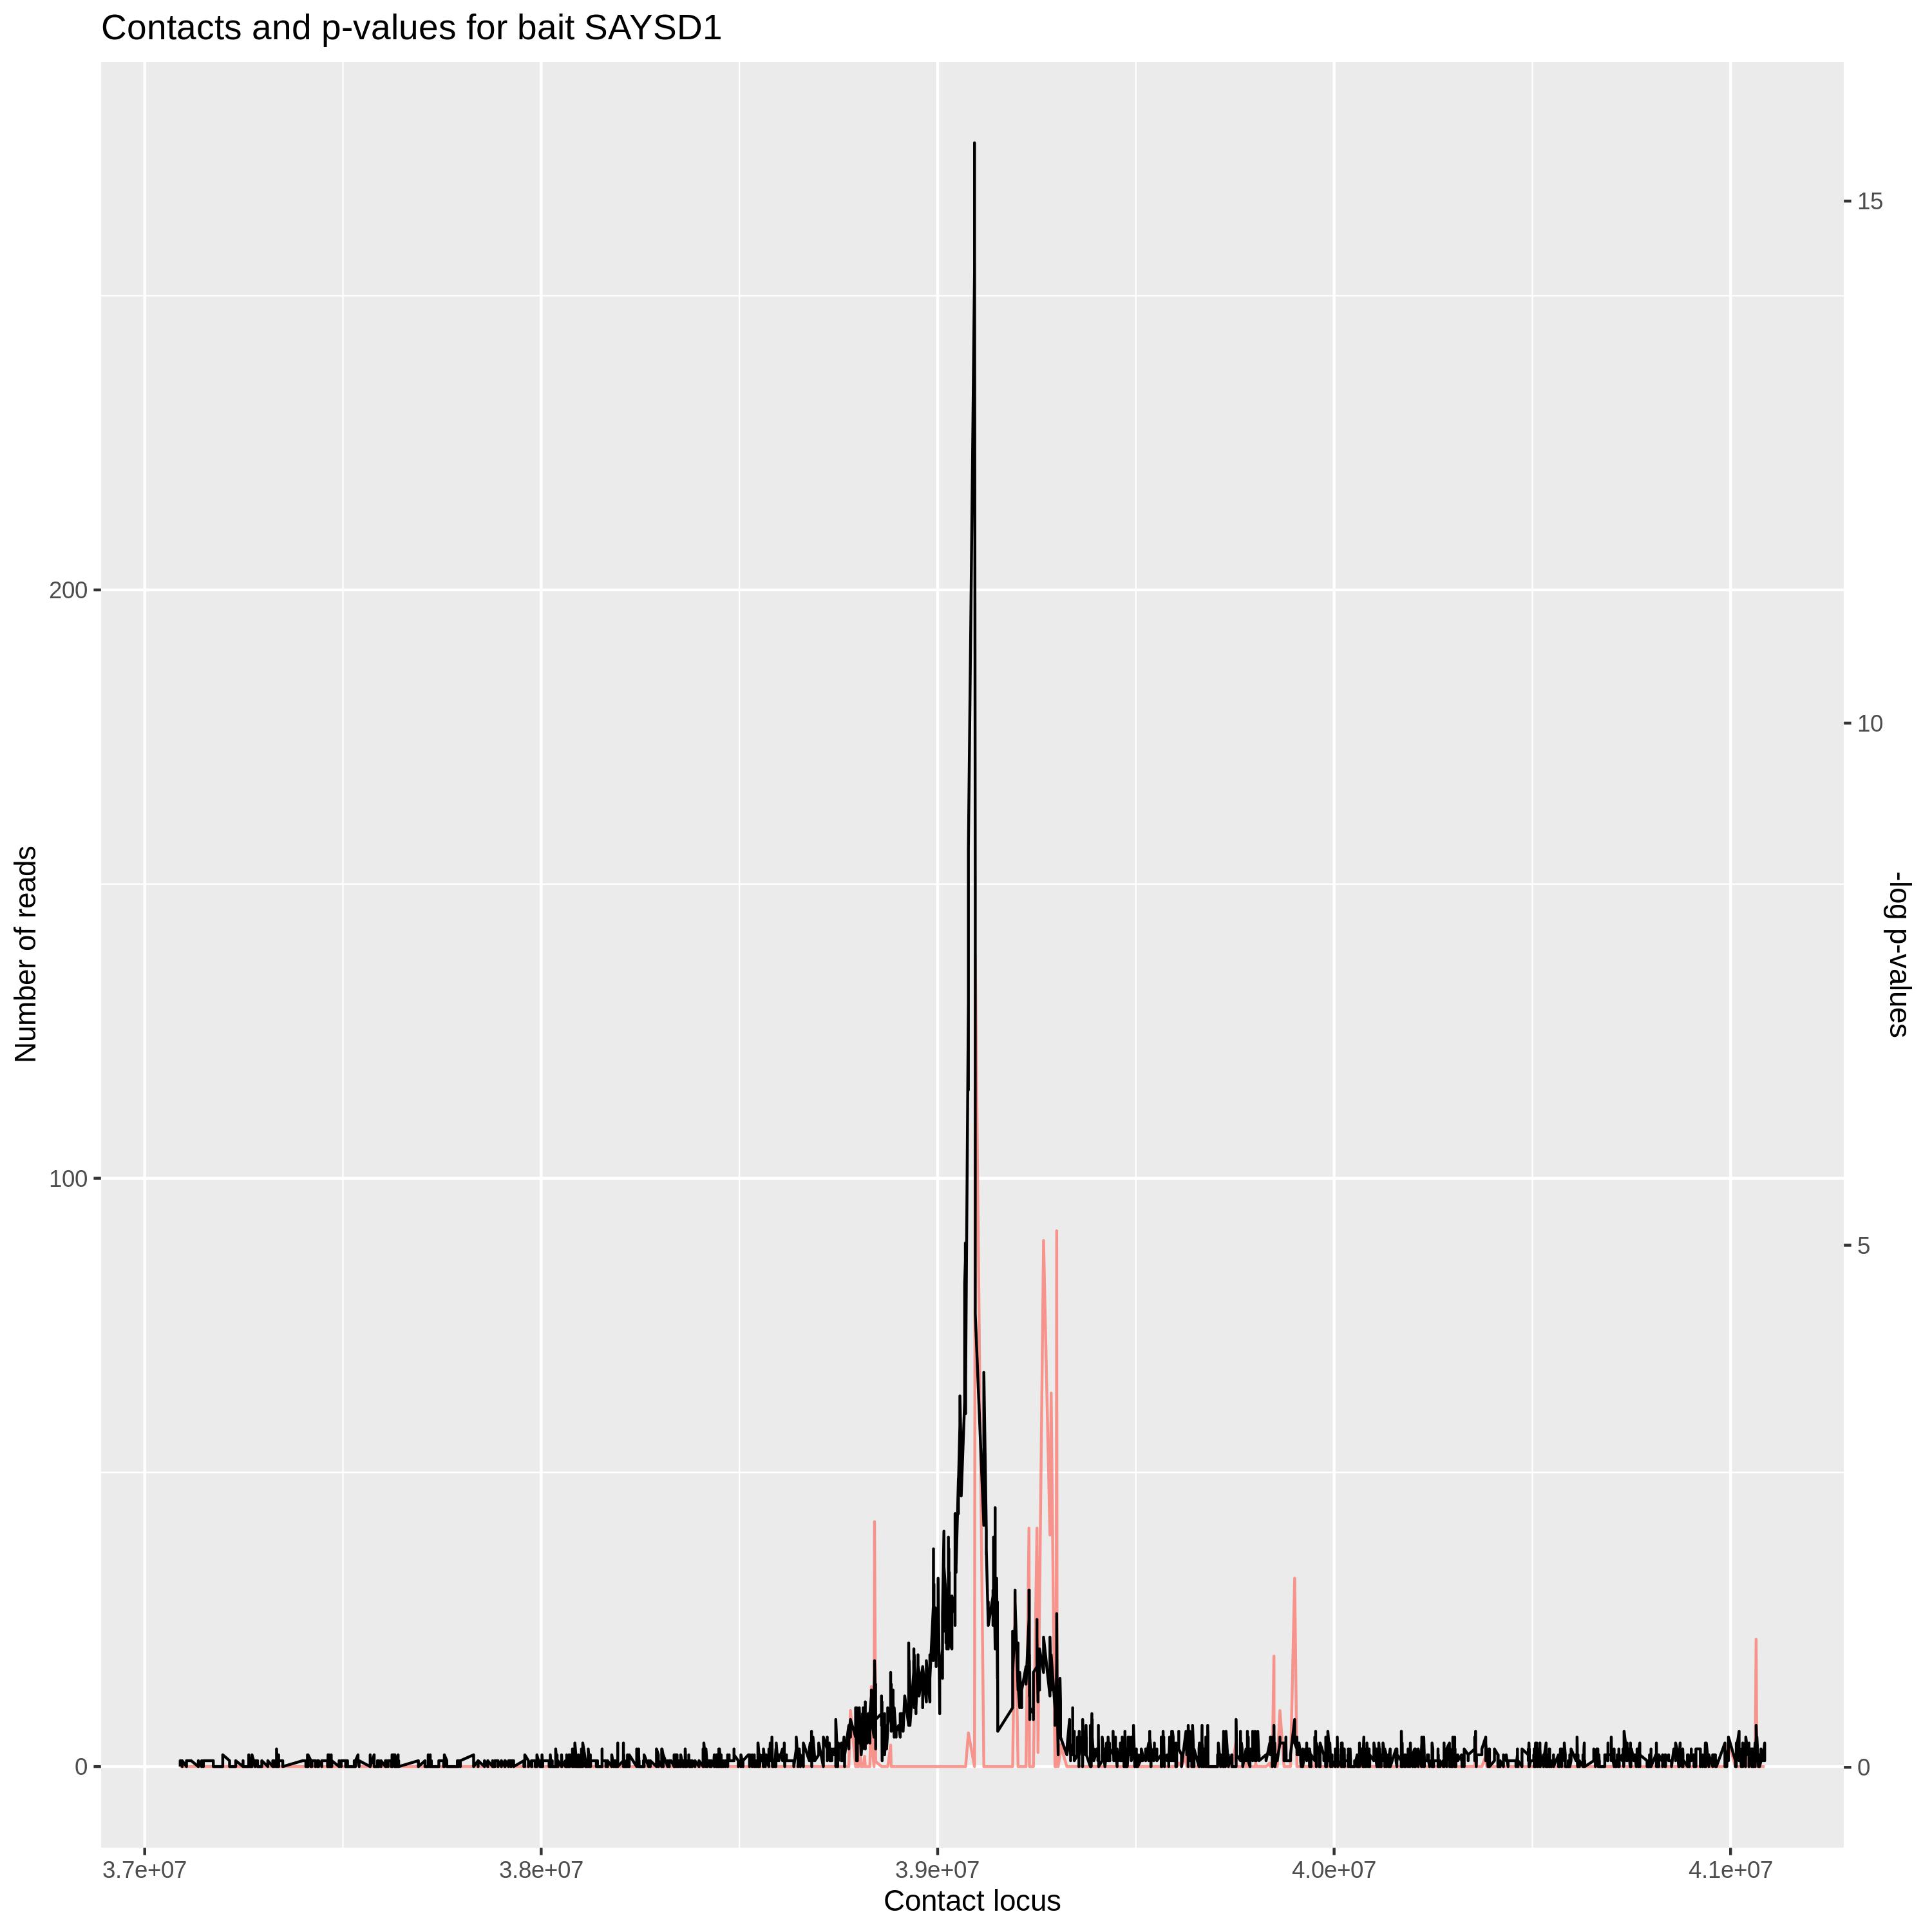 Contacts and p-values for bait SAYSD1
Number of reads
200
100
0
15
10
5
0
-log p-values
3.7e+07
3.8e+07
3.9e+07
4.0e+07
4.1e+07
Contact locus